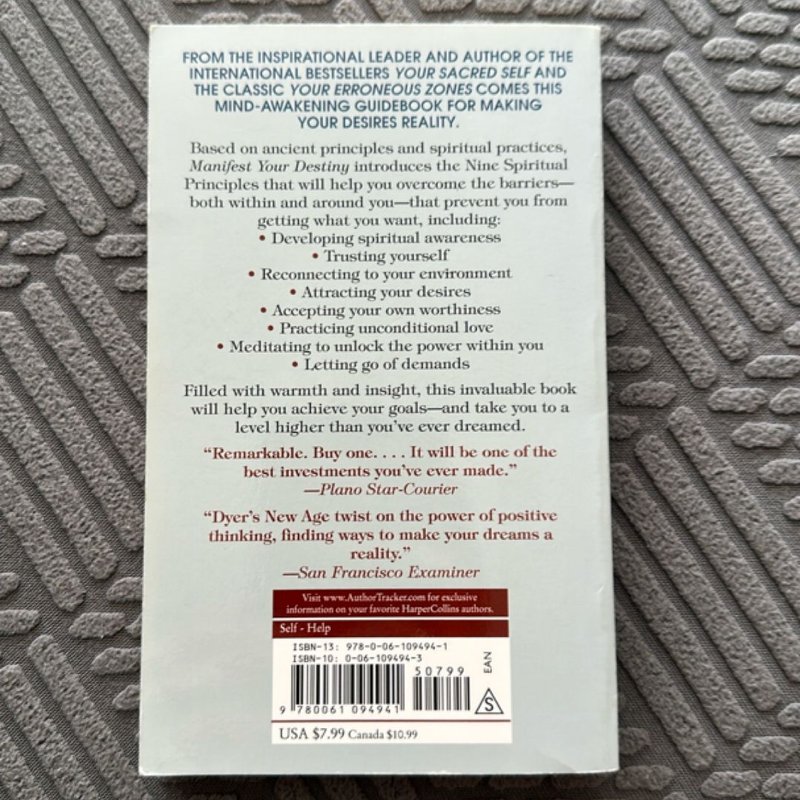 FROM THE INSPIRATIONAL LEADER AND AUTHOR OF THE
INTERNATIONAL BESTSELLERS YOUR SACRED SELF AND
THE CLASSIC YOUR ERRONEOUS ZONES COMES THIS
MIND-AWAKENING GUIDEBOOK FOR MAKING
YOUR DESIRES REALITY.
Based on ancient principles and spiritual practices,
Manifest Your Destiny introduces the Nine Spiritual
Principles that will help you overcome the barriers—
both within and around you—that prevent you from
getting what you want, including:
• Developing spiritual awareness
• Trusting yourself
• Reconnecting to your environment
• Attracting your desires
• Accepting your own worthiness
• Practicing unconditional love
• Meditating to unlock the power within you
• Letting go of demands
Filled with warmth and insight, this invaluable book
will help you achieve your goals—and take you to a
level higher than you've ever dreamed.
“Remarkable. Buy one. . . . It will be one of the
best investments you've ever made.”
—Plano Star-Courier
“Dyer's New Age twist on the power of positive
thinking, finding ways to make your dreams a
reality.”
—San Francisco Examiner
Visit www.AuthorTracker.com for exclusive
information on your favorite HarperCollins authors.
Self - Help
ISBN-13: 978-0-06-109494-1
ISBN-10: 0-06-109494-3
50799
EAN
9 780061 094941
S
USA $7.99 Canada $10.99